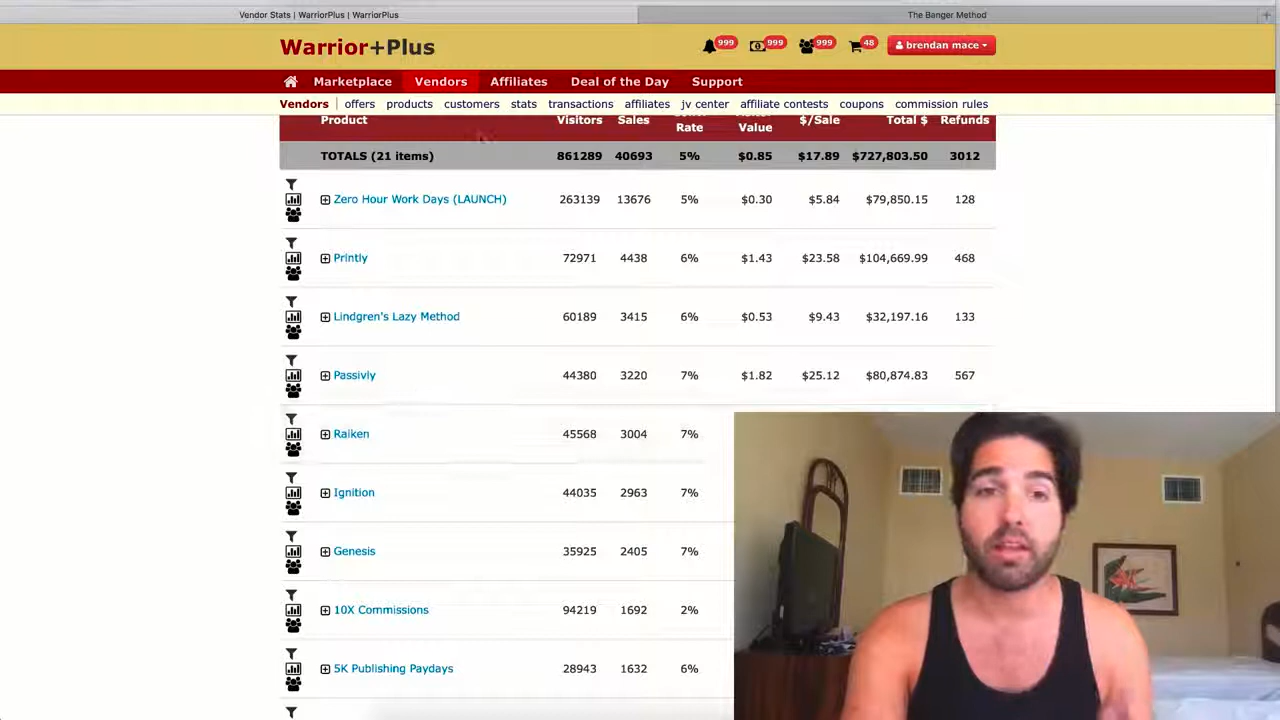 Vendor Stats | WarriorPlus | WarriorPlus
The Banger Method
Warrior+Plus
999 999 999 48 brendan mace
Marketplace Vendors Affiliates Deal of the Day Support
Vendors | offers products customers stats transactions affiliates jv center affiliate contests coupons commission rules
Product Visitors Sales Rate Value $/Sale Total $ Refunds
TOTALS (21 items) 861289 40693 5% $0.85 $17.89 $727,803.50 3012
Zero Hour Work Days (LAUNCH) 263139 13676 5% $0.30 $5.84 $79,850.15 128
Printly 72971 4438 6% $1.43 $23.58 $104,669.99 468
Lindgren's Lazy Method 60189 3415 6% $0.53 $9.43 $32,197.16 133
Passivly 44380 3220 7% $1.82 $25.12 $80,874.83 567
Raiken 45568 3004 7%
Ignition 44035 2963 7%
Genesis 35925 2405 7%
10X Commissions 94219 1692 2%
5K Publishing Paydays 28943 1632 6%